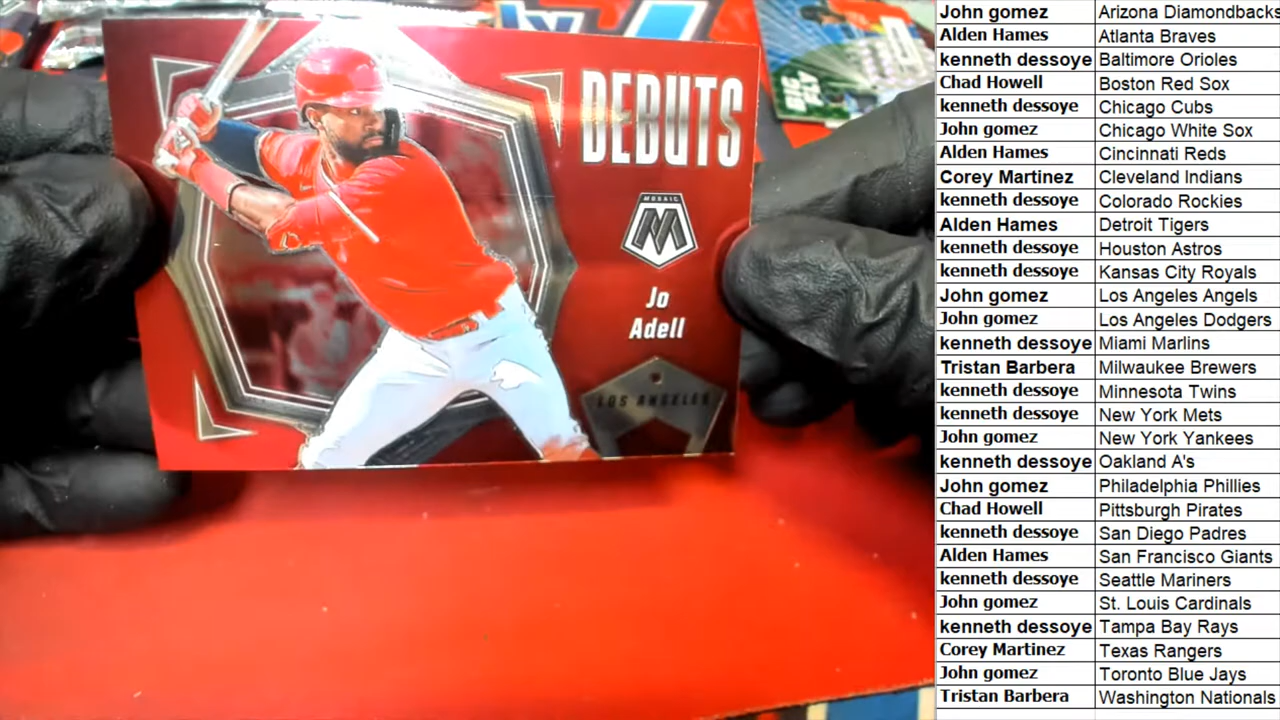 DEBUTS
MOSAIC
Jo
Adell
LOS ANGELES
John gomez Arizona Diamondbacks
Alden Hames Atlanta Braves
kenneth dessoye Baltimore Orioles
Chad Howell Boston Red Sox
kenneth dessoye Chicago Cubs
John gomez Chicago White Sox
Alden Hames Cincinnati Reds
Corey Martinez Cleveland Indians
kenneth dessoye Colorado Rockies
Alden Hames Detroit Tigers
kenneth dessoye Houston Astros
kenneth dessoye Kansas City Royals
John gomez Los Angeles Angels
John gomez Los Angeles Dodgers
kenneth dessoye Miami Marlins
Tristan Barbera Milwaukee Brewers
kenneth dessoye Minnesota Twins
kenneth dessoye New York Mets
John gomez New York Yankees
kenneth dessoye Oakland A's
John gomez Philadelphia Phillies
Chad Howell Pittsburgh Pirates
kenneth dessoye San Diego Padres
Alden Hames San Francisco Giants
kenneth dessoye Seattle Mariners
John gomez St. Louis Cardinals
kenneth dessoye Tampa Bay Rays
Corey Martinez Texas Rangers
John gomez Toronto Blue Jays
Tristan Barbera Washington Nationals